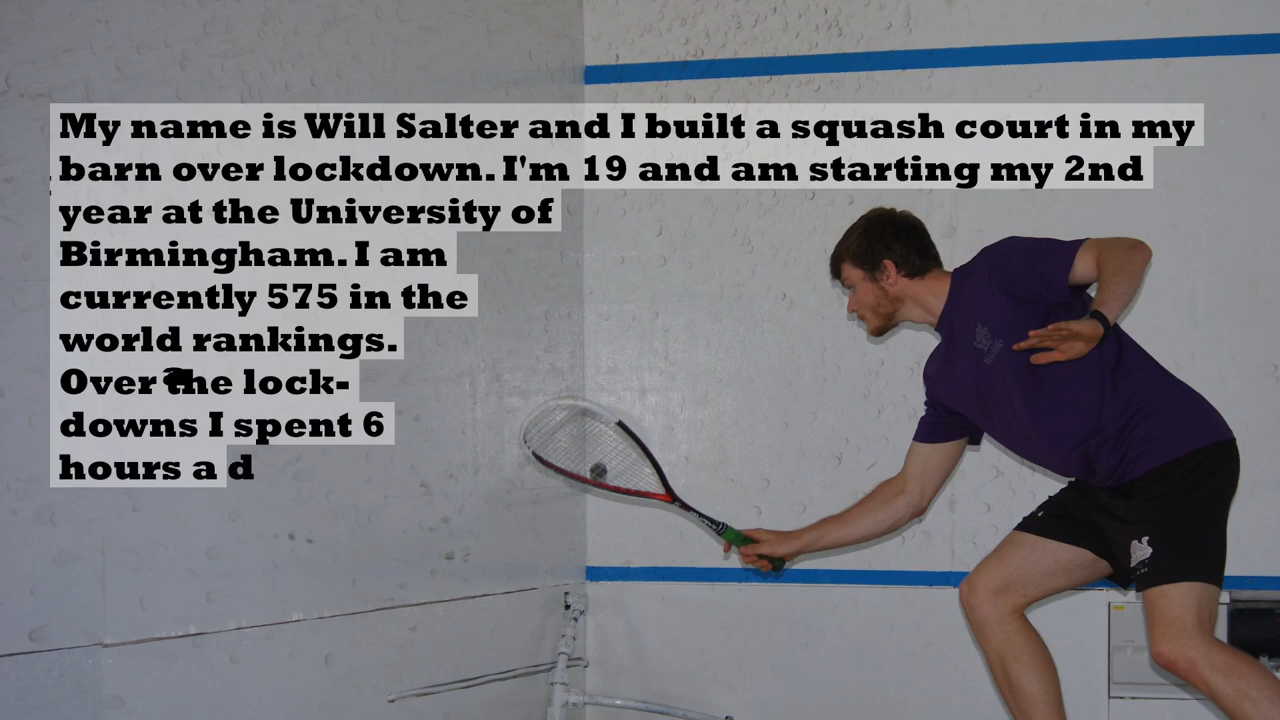 My name is Will Salter and I built a squash court in my
barn over lockdown. I'm 19 and am starting my 2nd
year at the University of
Birmingham. I am
currently 575 in the
world rankings.
Over the lock-
downs I spent 6
hours a d